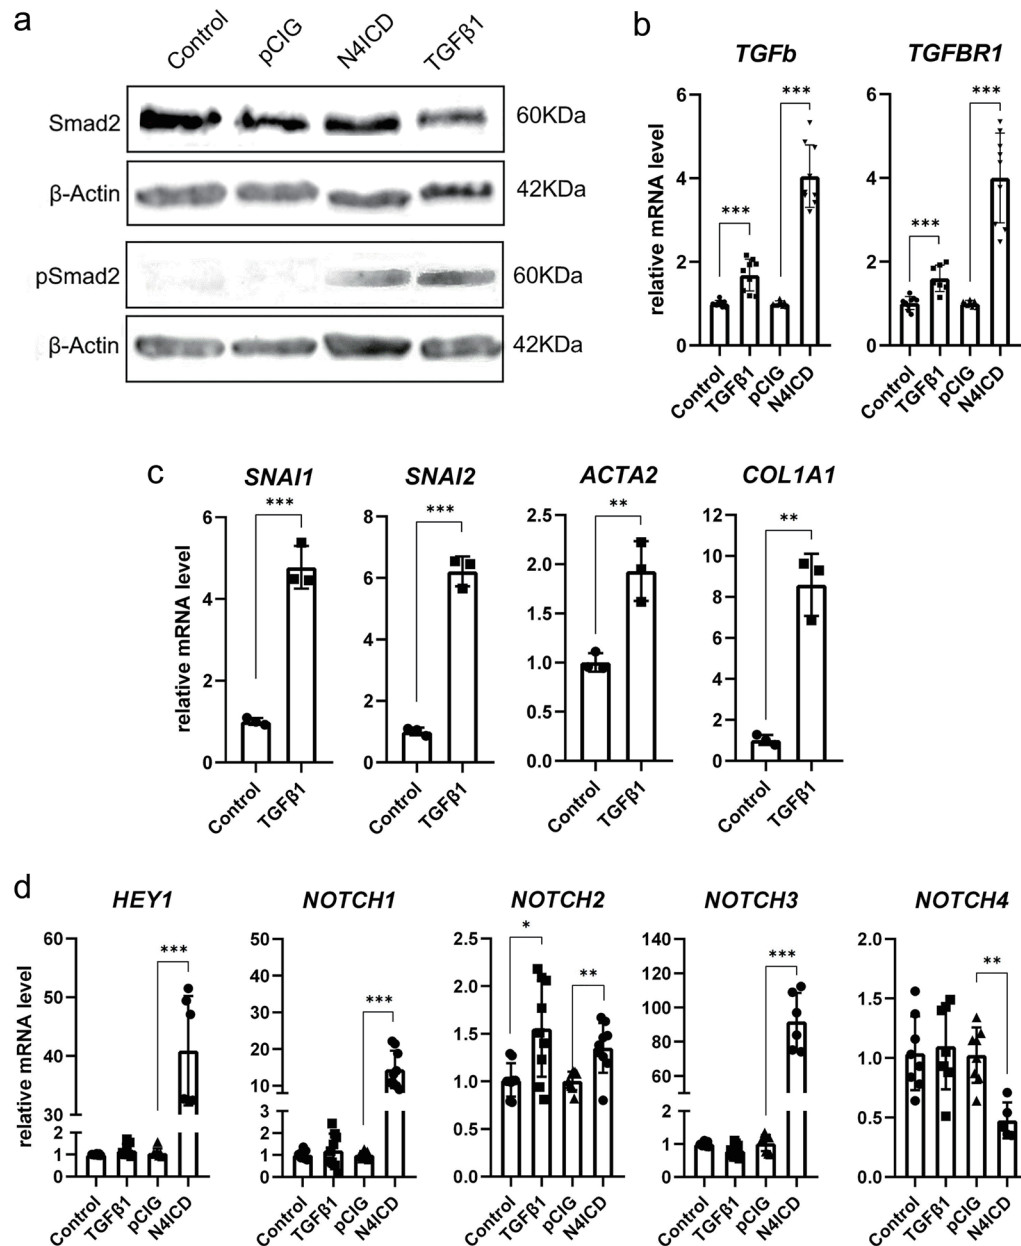 a
Control
pCIG
N4ICD
TGFβ1
Smad2
60KDa
β-Actin
42KDa
pSmad2
60KDa
β-Actin
42KDa
b
TGFb
TGFBR1
relative mRNA level
6
4
2
0
***
***
Control
TGFβ1
pCIG
N4ICD
6
4
2
0
***
***
Control
TGFβ1
pCIG
N4ICD
c
SNAI1
SNAI2
ACTA2
COL1A1
relative mRNA level
6
4
2
0
***
Control
TGFβ1
8
6
4
2
0
***
Control
TGFβ1
2.5
2.0
1.5
1.0
0.5
0.0
**
Control
TGFβ1
12
10
8
6
4
2
0
**
Control
TGFβ1
d
HEY1
NOTCH1
NOTCH2
NOTCH3
NOTCH4
relative mRNA level
60
50
40
30
2
1
0
***
Control
TGFβ1
pCIG
N4ICD
50
40
30
20
10
3
2
1
0
***
Control
TGFβ1
pCIG
N4ICD
2.5
2.0
1.5
1.0
0.5
0.0
*
**
Control
TGFβ1
pCIG
N4ICD
140
120
100
80
60
2
1
0
***
Control
TGFβ1
pCIG
N4ICD
2.0
1.5
1.0
0.5
0.0
**
Control
TGFβ1
pCIG
N4ICD